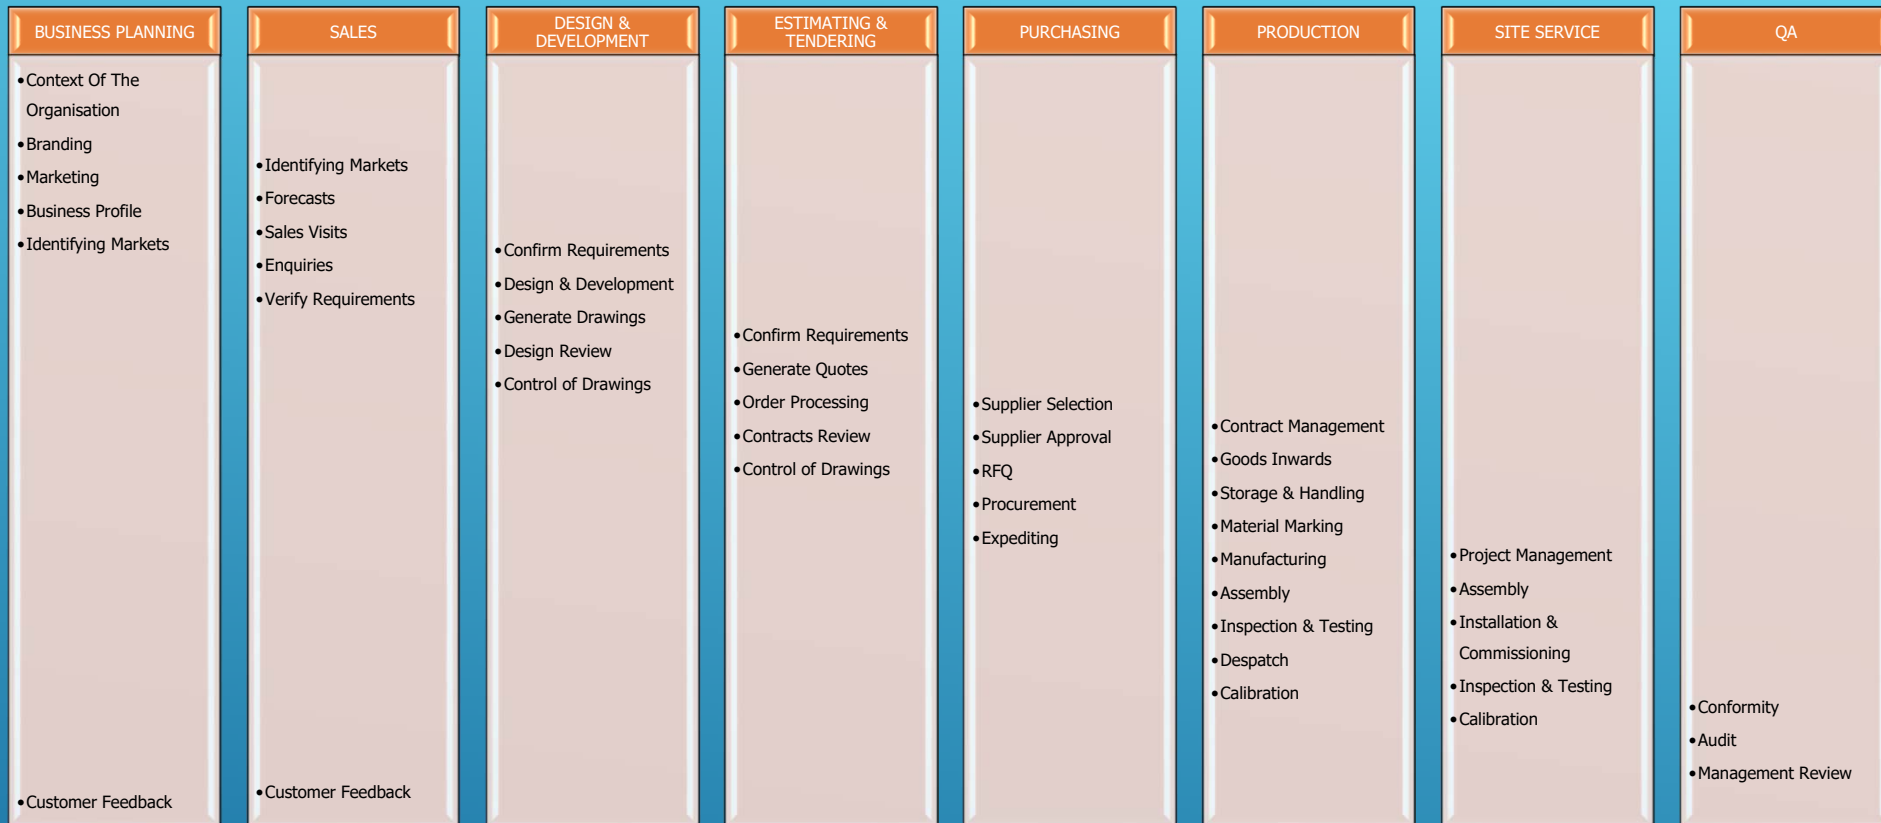 BUSINESS PLANNING
•Context Of The
Organisation
•Branding
•Marketing
•Business Profile
•Identifying Markets
•Customer Feedback
SALES
•Identifying Markets
•Forecasts
•Sales Visits
•Enquiries
•Verify Requirements
•Customer Feedback
DESIGN &
DEVELOPMENT
•Confirm Requirements
•Design & Development
•Generate Drawings
•Design Review
•Control of Drawings
ESTIMATING &
TENDERING
•Confirm Requirements
•Generate Quotes
•Order Processing
•Contracts Review
•Control of Drawings
PURCHASING
•Supplier Selection
•Supplier Approval
•RFQ
•Procurement
•Expediting
PRODUCTION
•Contract Management
•Goods Inwards
•Storage & Handling
•Material Marking
•Manufacturing
•Assembly
•Inspection & Testing
•Despatch
•Calibration
SITE SERVICE
•Project Management
•Assembly
•Installation &
Commissioning
•Inspection & Testing
•Calibration
QA
•Conformity
•Audit
•Management Review